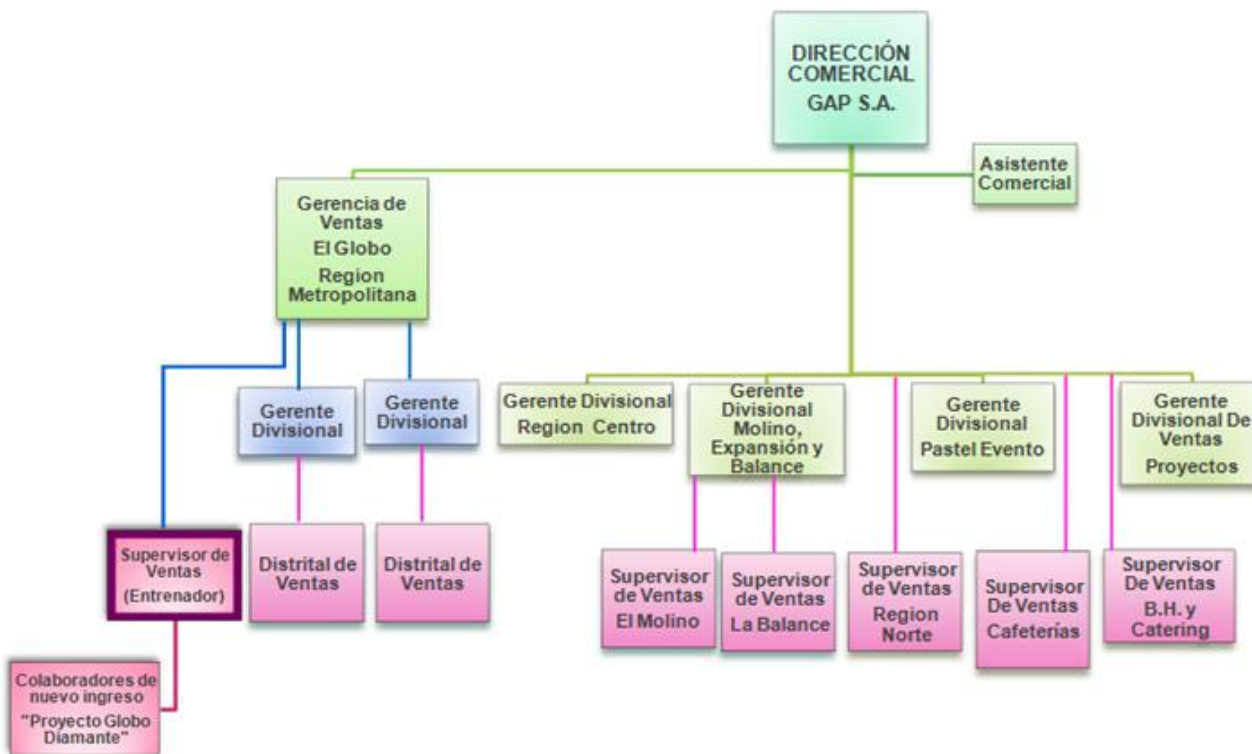 DIRECCIÓN
COMERCIAL
GAP S.A.
Asistente
Comercial
Gerencia de
Ventas
El Globo
Region
Metropolitana
Gerente
Divisional
Gerente
Divisional
Gerente Divisional
Region Centro
Gerente
Divisional
Molino,
Expansión y
Balance
Gerente
Divisional
Pastel Evento
Gerente
Divisional De
Ventas
Proyectos
Supervisor de
Ventas
(Entrenador)
Distrital de
Ventas
Distrital de
Ventas
Supervisor
de Ventas
El Molino
Supervisor
de Ventas
La Balance
Supervisor
de Ventas
Region
Norte
Supervisor
De Ventas
Cafeterías
Supervisor
De Ventas
B.H. y
Catering
Colaboradores de
nuevo ingreso
"Proyecto Globo
Diamante"